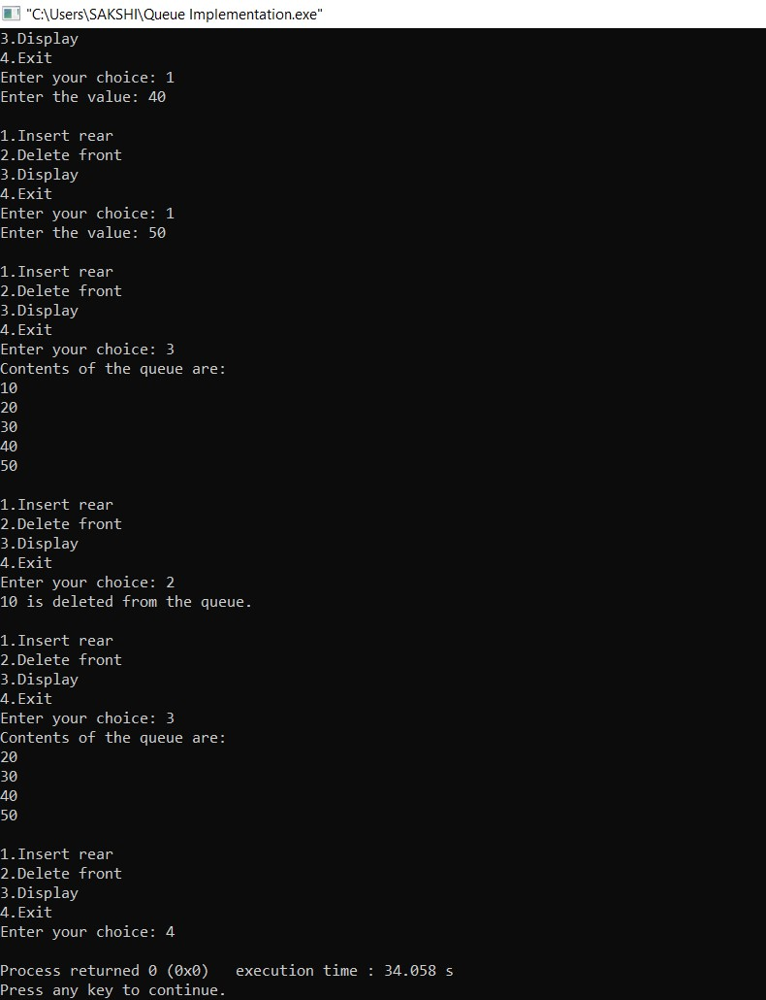 "C:\Users\SAKSHI\Queue Implementation.exe"
3.Display
4.Exit
Enter your choice: 1
Enter the value: 40
1.Insert rear
2.Delete front
3.Display
4.Exit
Enter your choice: 1
Enter the value: 50
1.Insert rear
2.Delete front
3.Display
4.Exit
Enter your choice: 3
Contents of the queue are:
10
20
30
40
50
1.Insert rear
2.Delete front
3.Display
4.Exit
Enter your choice: 2
10 is deleted from the queue.
1.Insert rear
2.Delete front
3.Display
4.Exit
Enter your choice: 3
Contents of the queue are:
20
30
40
50
1.Insert rear
2.Delete front
3.Display
4.Exit
Enter your choice: 4
Process returned 0 (0x0)   execution time : 34.058 s
Press any key to continue.